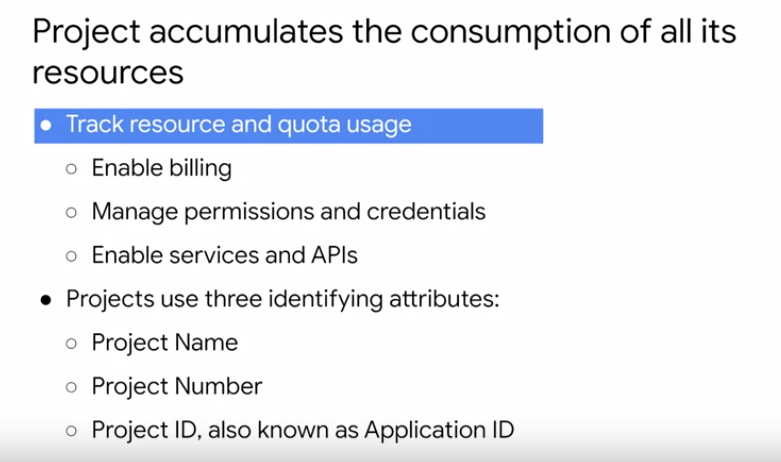 Project accumulates the consumption of all its
resources
● Track resource and quota usage
○ Enable billing
○ Manage permissions and credentials
○ Enable services and APIs
● Projects use three identifying attributes:
○ Project Name
○ Project Number
○ Project ID, also known as Application ID